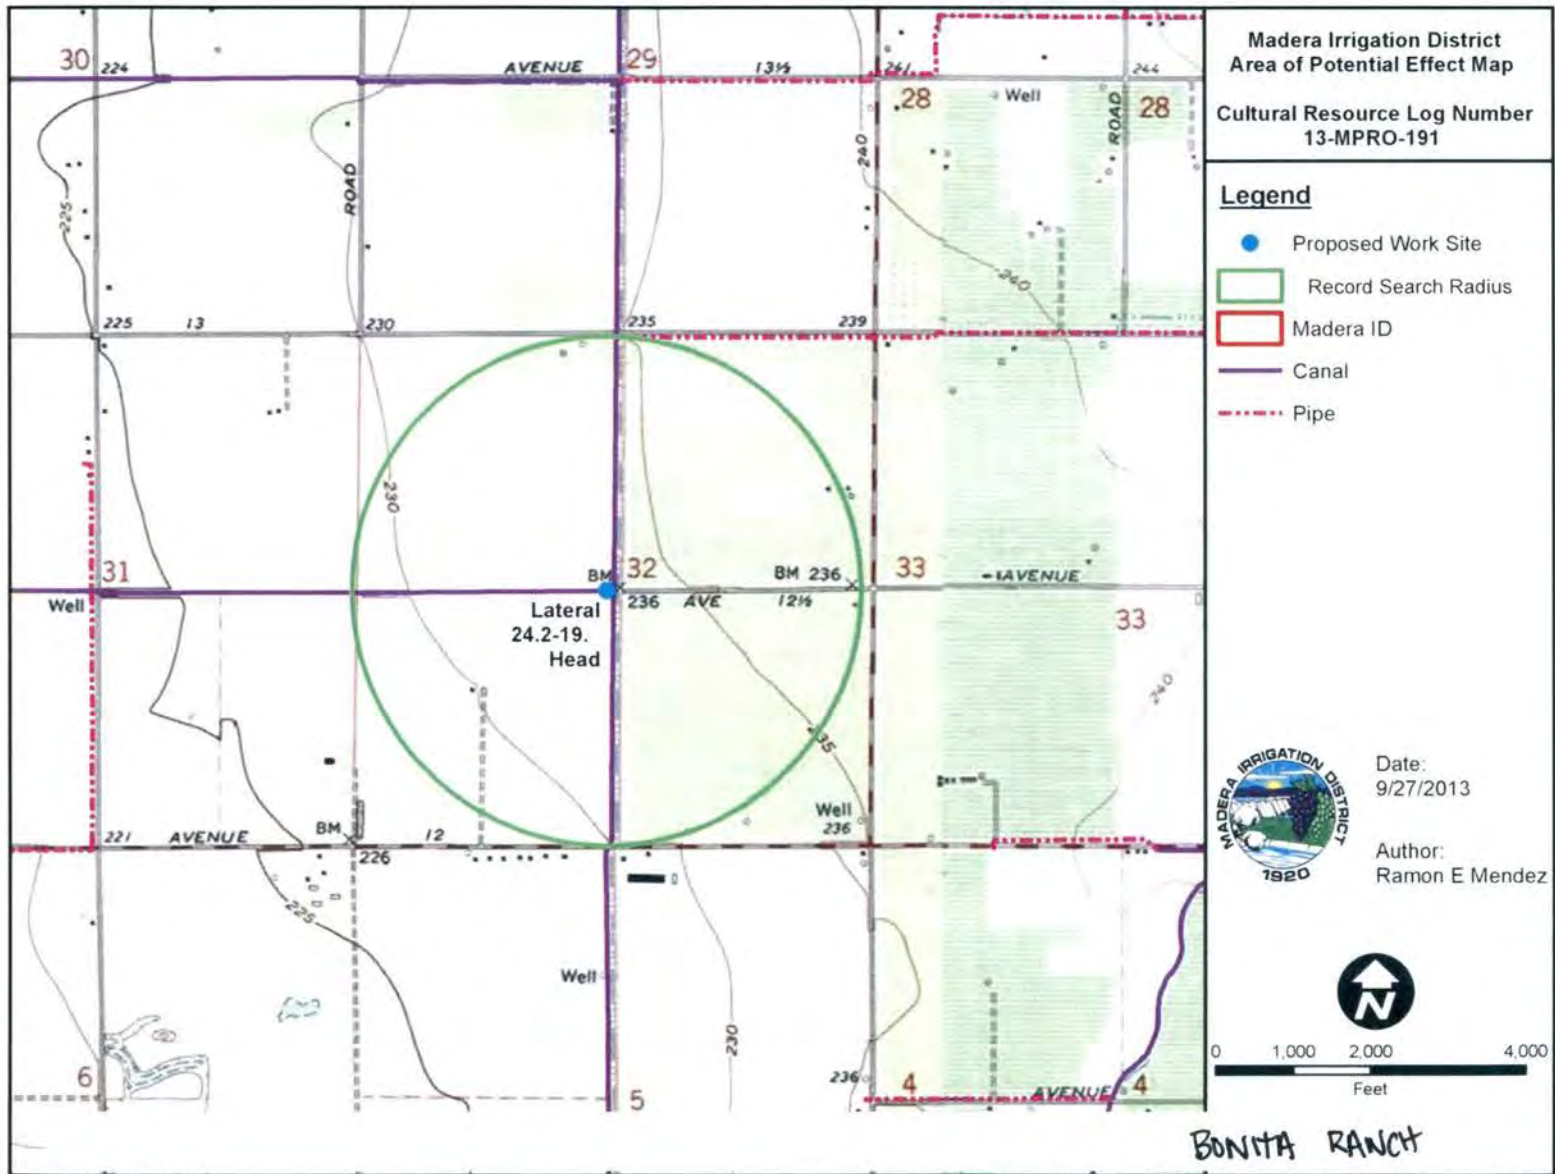 Madera Irrigation District
Area of Potential Effect Map
Cultural Resource Log Number
13-MPRO-191
Legend
Proposed Work Site
Record Search Radius
Madera ID
Canal
Pipe
MADERA IRRIGATION DISTRICT
1920
Date:
9/27/2013
Author:
Ramon E Mendez
N
0 1,000 2,000 4,000
Feet
BONITA RANCH
30 224 AVENUE 29 13½ 241 244
28 Well ROAD 28
240
225
ROAD
240
225 13 230 235 239
230
31 BM 32 BM 236 33 AVENUE
Well 236 AVE 12½
Lateral
24.2-19.
Head
33
240
235
Well
221 AVENUE BM 12 236
226
225
Well
230
6 5 236 4 AVENUE 4